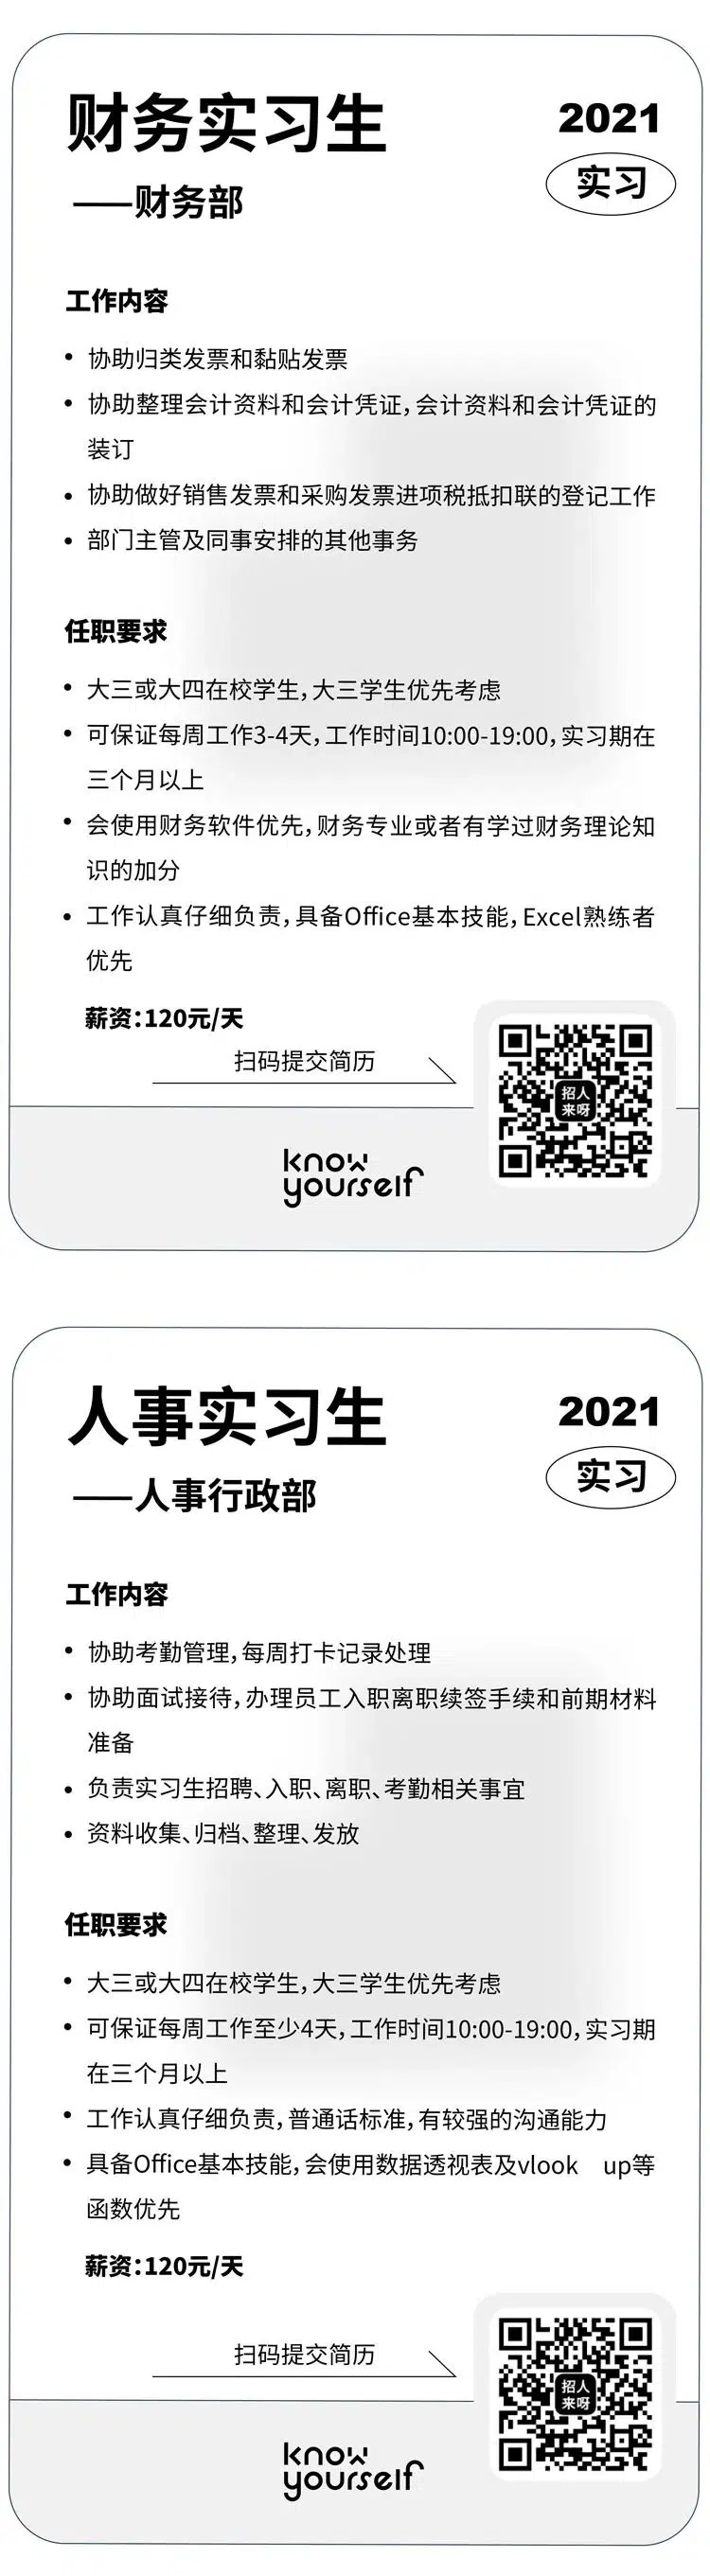 财务实习生
2021
——财务部
实习
工作内容
• 协助归类发票和黏贴发票
• 协助整理会计资料和会计凭证，会计资料和会计凭证的
装订
• 协助做好销售发票和采购发票进项税抵扣联的登记工作
• 部门主管及同事安排的其他事务
任职要求
• 大三或大四在校学生，大三学生优先考虑
• 可保证每周工作3-4天，工作时间10:00-19:00，实习期在
三个月以上
• 会使用财务软件优先，财务专业或者有学过财务理论知
识的加分
• 工作认真仔细负责，具备Office基本技能，Excel熟练者
优先
薪资：120元/天
扫码提交简历
招人
来呀
know
yourself
人事实习生
2021
——人事行政部
实习
工作内容
• 协助考勤管理，每周打卡记录处理
• 协助面试接待，办理员工入职离职续签手续和前期材料
准备
• 负责实习生招聘、入职、离职、考勤相关事宜
• 资料收集、归档、整理、发放
任职要求
• 大三或大四在校学生，大三学生优先考虑
• 可保证每周工作至少4天，工作时间10:00-19:00，实习期
在三个月以上
• 工作认真仔细负责，普通话标准，有较强的沟通能力
• 具备Office基本技能，会使用数据透视表及vlook up等
函数优先
薪资：120元/天
扫码提交简历
招人
来呀
know
yourself